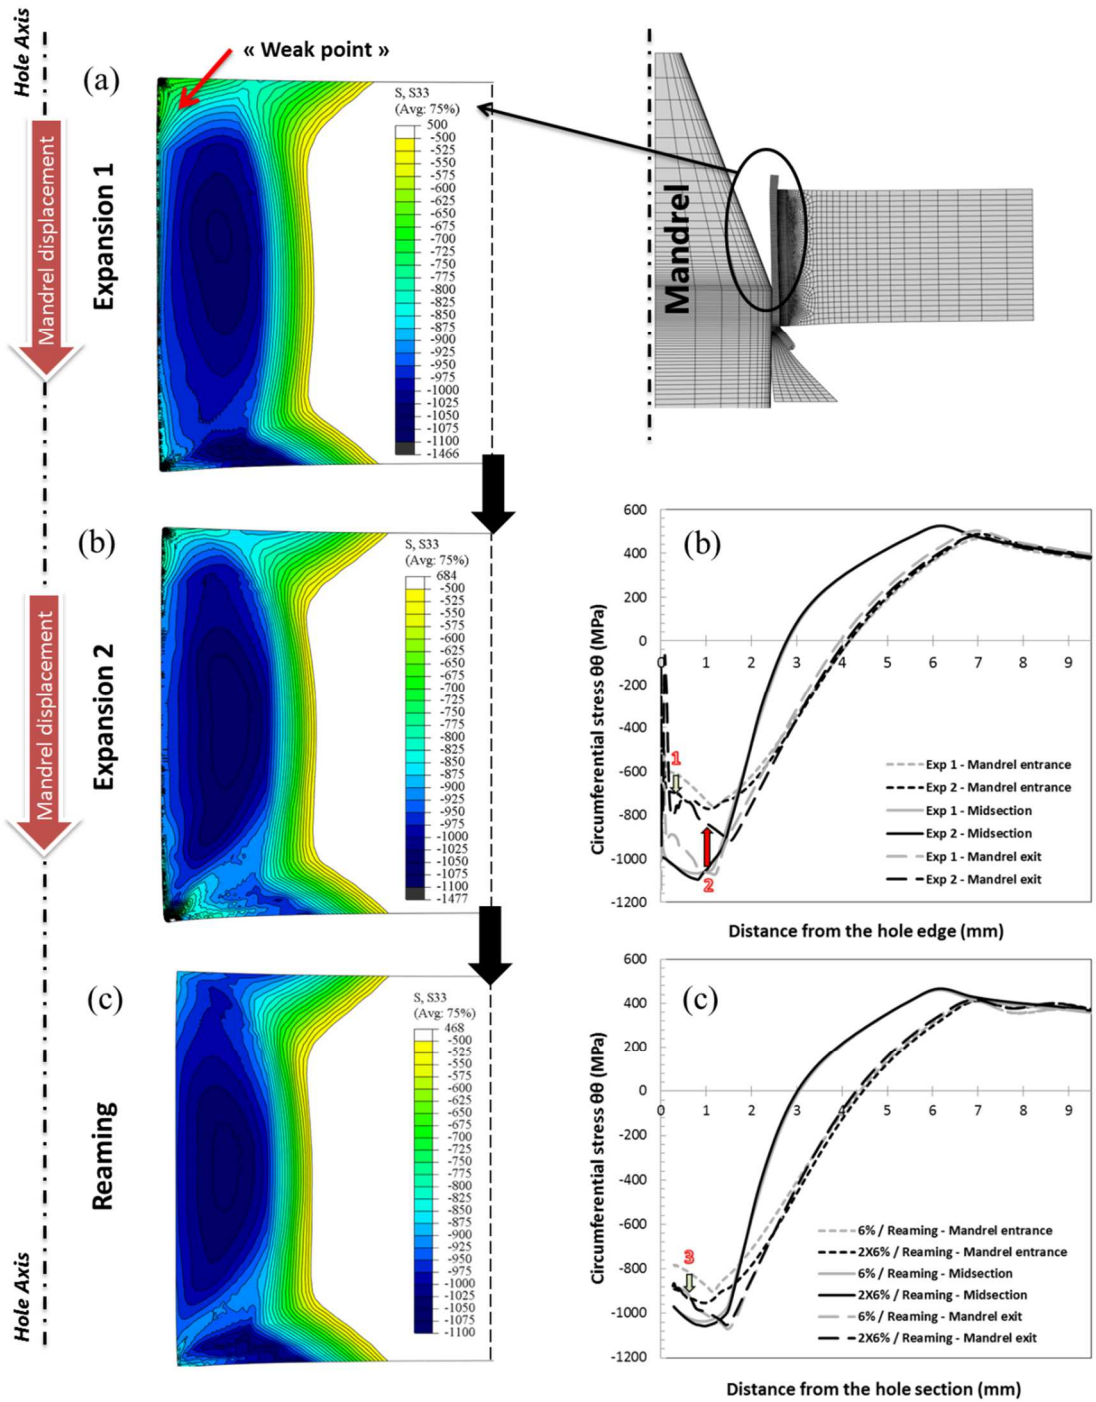 Hole Axis
Mandrel displacement
Mandrel displacement
Hole Axis
(a)
« Weak point »
Expansion 1
S, S33
(Avg: 75%)
500
-500
-525
-550
-575
-600
-625
-650
-675
-700
-725
-750
-775
-800
-825
-850
-875
-900
-925
-950
-975
-1000
-1025
-1050
-1075
-1100
-1466
Mandrel
(b)
Expansion 2
S, S33
(Avg: 75%)
684
-500
-525
-550
-575
-600
-625
-650
-675
-700
-725
-750
-775
-800
-825
-850
-875
-900
-925
-950
-975
-1000
-1025
-1050
-1075
-1100
-1477
(b)
Circumferential stress θθ (MPa)
600
400
200
0
-200
-400
-600
-800
-1000
-1200
0 1 2 3 4 5 6 7 8 9
1
2
Exp 1 - Mandrel entrance
Exp 2 - Mandrel entrance
Exp 1 - Midsection
Exp 2 - Midsection
Exp 1 - Mandrel exit
Exp 2 - Mandrel exit
Distance from the hole edge (mm)
(c)
Reaming
S, S33
(Avg: 75%)
468
-500
-525
-550
-575
-600
-625
-650
-675
-700
-725
-750
-775
-800
-825
-850
-875
-900
-925
-950
-975
-1000
-1025
-1050
-1075
-1100
(c)
Circumferential stress θθ (MPa)
600
400
200
0
-200
-400
-600
-800
-1000
-1200
0 1 2 3 4 5 6 7 8 9
3
6% / Reaming - Mandrel entrance
2X6% / Reaming - Mandrel entrance
6% / Reaming - Midsection
2X6% / Reaming - Midsection
6% / Reaming - Mandrel exit
2X6% / Reaming - Mandrel exit
Distance from the hole section (mm)